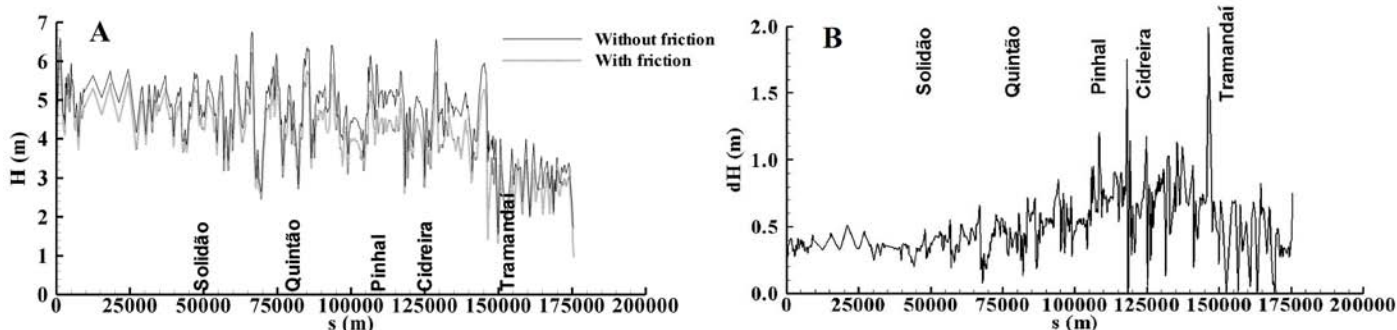 A
Without friction
With friction
7
6
5
4
3
2
1
0
H (m)
Solidão
Quintão
Pinhal
Cidreira
Tramandaí
0 25000 50000 75000 100000 125000 150000 175000 200000
s (m)
B
2.0
1.5
1.0
0.5
0.0
dH (m)
Solidão
Quintão
Pinhal
Cidreira
Tramandaí
0 25000 50000 75000 100000 125000 150000 175000 200000
s (m)